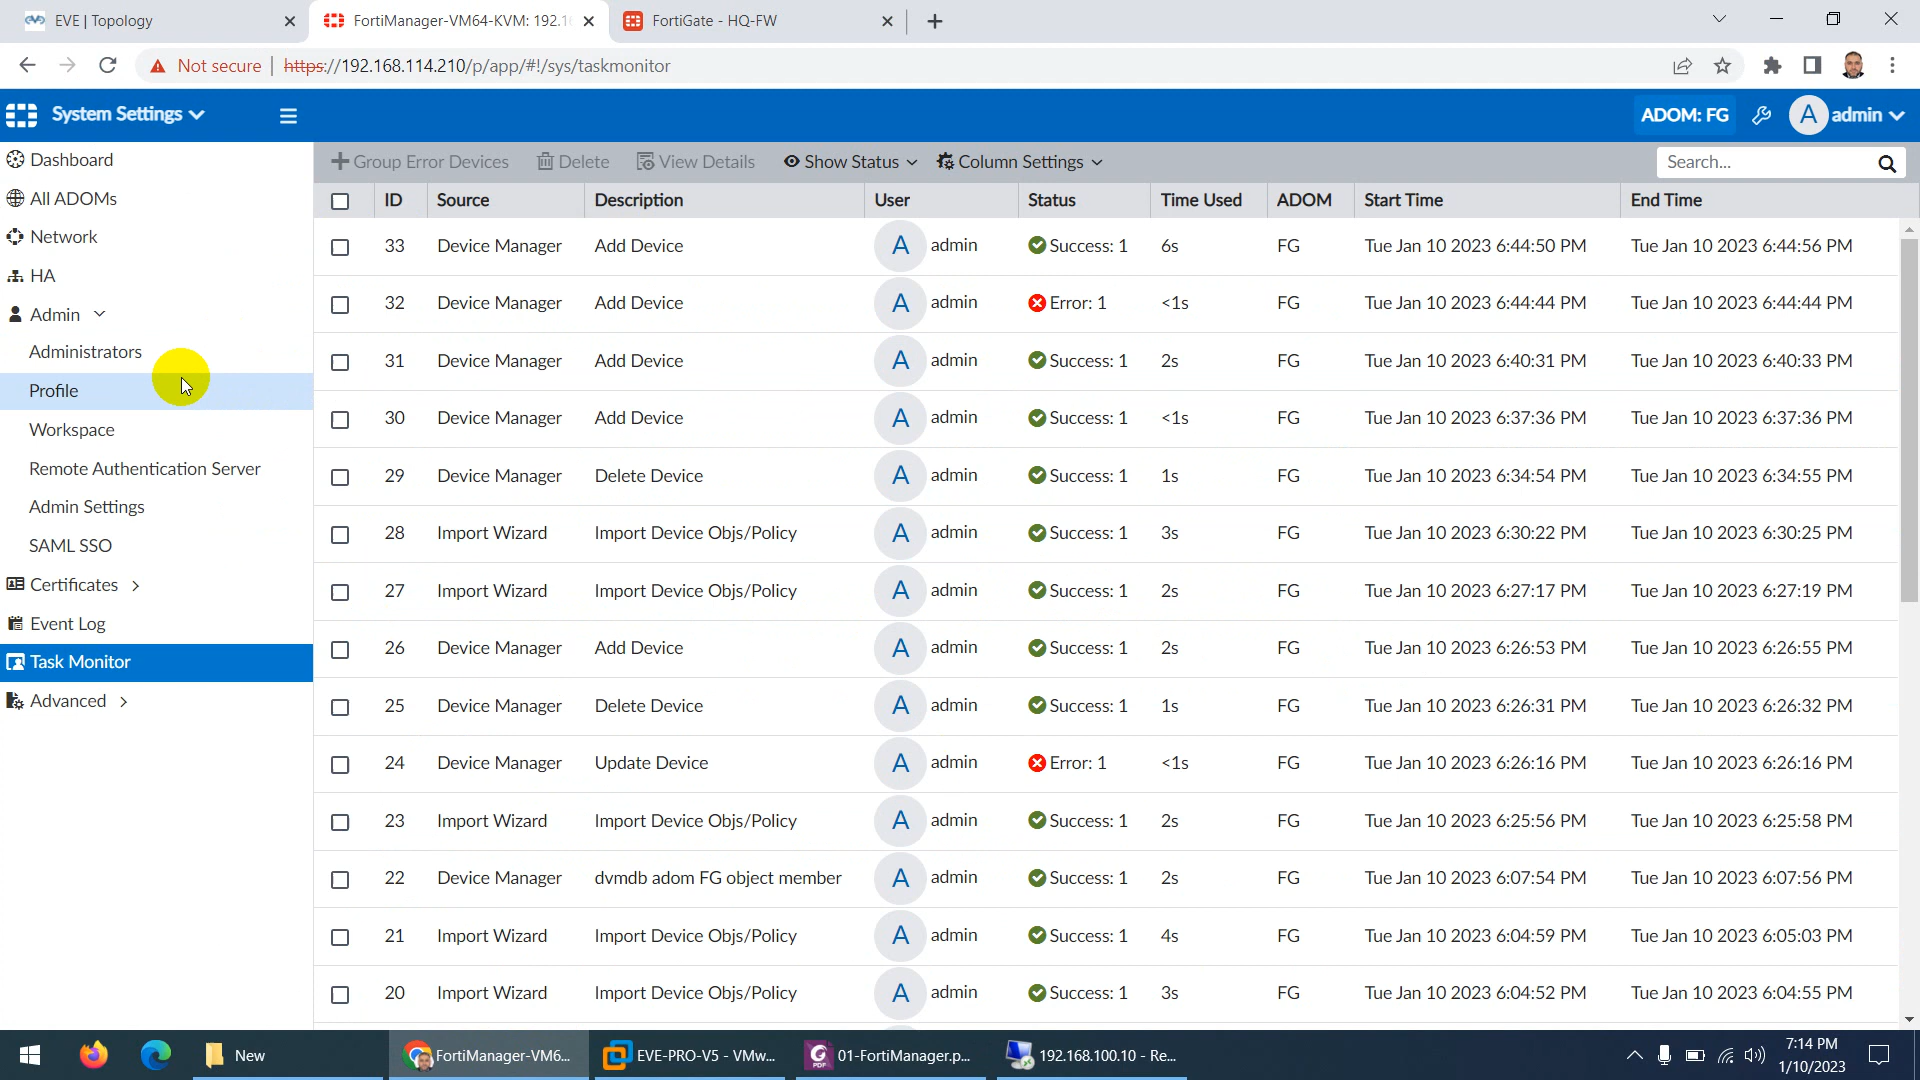 EVE | Topology
FortiManager-VM64-KVM: 192.1
FortiGate - HQ-FW
Not secure | https://192.168.114.210/p/app/#!/sys/taskmonitor
System Settings
ADOM: FG
A admin
Dashboard
All ADOMs
Network
HA
Admin
Administrators
Profile
Workspace
Remote Authentication Server
Admin Settings
SAML SSO
Certificates
Event Log
Task Monitor
Advanced
Group Error Devices Delete View Details Show Status Column Settings Search...
ID Source Description User Status Time Used ADOM Start Time End Time
33 Device Manager Add Device A admin Success: 1 6s FG Tue Jan 10 2023 6:44:50 PM Tue Jan 10 2023 6:44:56 PM
32 Device Manager Add Device A admin Error: 1 <1s FG Tue Jan 10 2023 6:44:44 PM Tue Jan 10 2023 6:44:44 PM
31 Device Manager Add Device A admin Success: 1 2s FG Tue Jan 10 2023 6:40:31 PM Tue Jan 10 2023 6:40:33 PM
30 Device Manager Add Device A admin Success: 1 <1s FG Tue Jan 10 2023 6:37:36 PM Tue Jan 10 2023 6:37:36 PM
29 Device Manager Delete Device A admin Success: 1 1s FG Tue Jan 10 2023 6:34:54 PM Tue Jan 10 2023 6:34:55 PM
28 Import Wizard Import Device Objs/Policy A admin Success: 1 3s FG Tue Jan 10 2023 6:30:22 PM Tue Jan 10 2023 6:30:25 PM
27 Import Wizard Import Device Objs/Policy A admin Success: 1 2s FG Tue Jan 10 2023 6:27:17 PM Tue Jan 10 2023 6:27:19 PM
26 Device Manager Add Device A admin Success: 1 2s FG Tue Jan 10 2023 6:26:53 PM Tue Jan 10 2023 6:26:55 PM
25 Device Manager Delete Device A admin Success: 1 1s FG Tue Jan 10 2023 6:26:31 PM Tue Jan 10 2023 6:26:32 PM
24 Device Manager Update Device A admin Error: 1 <1s FG Tue Jan 10 2023 6:26:16 PM Tue Jan 10 2023 6:26:16 PM
23 Import Wizard Import Device Objs/Policy A admin Success: 1 2s FG Tue Jan 10 2023 6:25:56 PM Tue Jan 10 2023 6:25:58 PM
22 Device Manager dvmdb adom FG object member A admin Success: 1 2s FG Tue Jan 10 2023 6:07:54 PM Tue Jan 10 2023 6:07:56 PM
21 Import Wizard Import Device Objs/Policy A admin Success: 1 4s FG Tue Jan 10 2023 6:04:59 PM Tue Jan 10 2023 6:05:03 PM
20 Import Wizard Import Device Objs/Policy A admin Success: 1 3s FG Tue Jan 10 2023 6:04:52 PM Tue Jan 10 2023 6:04:55 PM
New
FortiManager-VM6...
EVE-PRO-V5 - VMw...
01-FortiManager.p...
192.168.100.10 - Re...
7:14 PM
1/10/2023